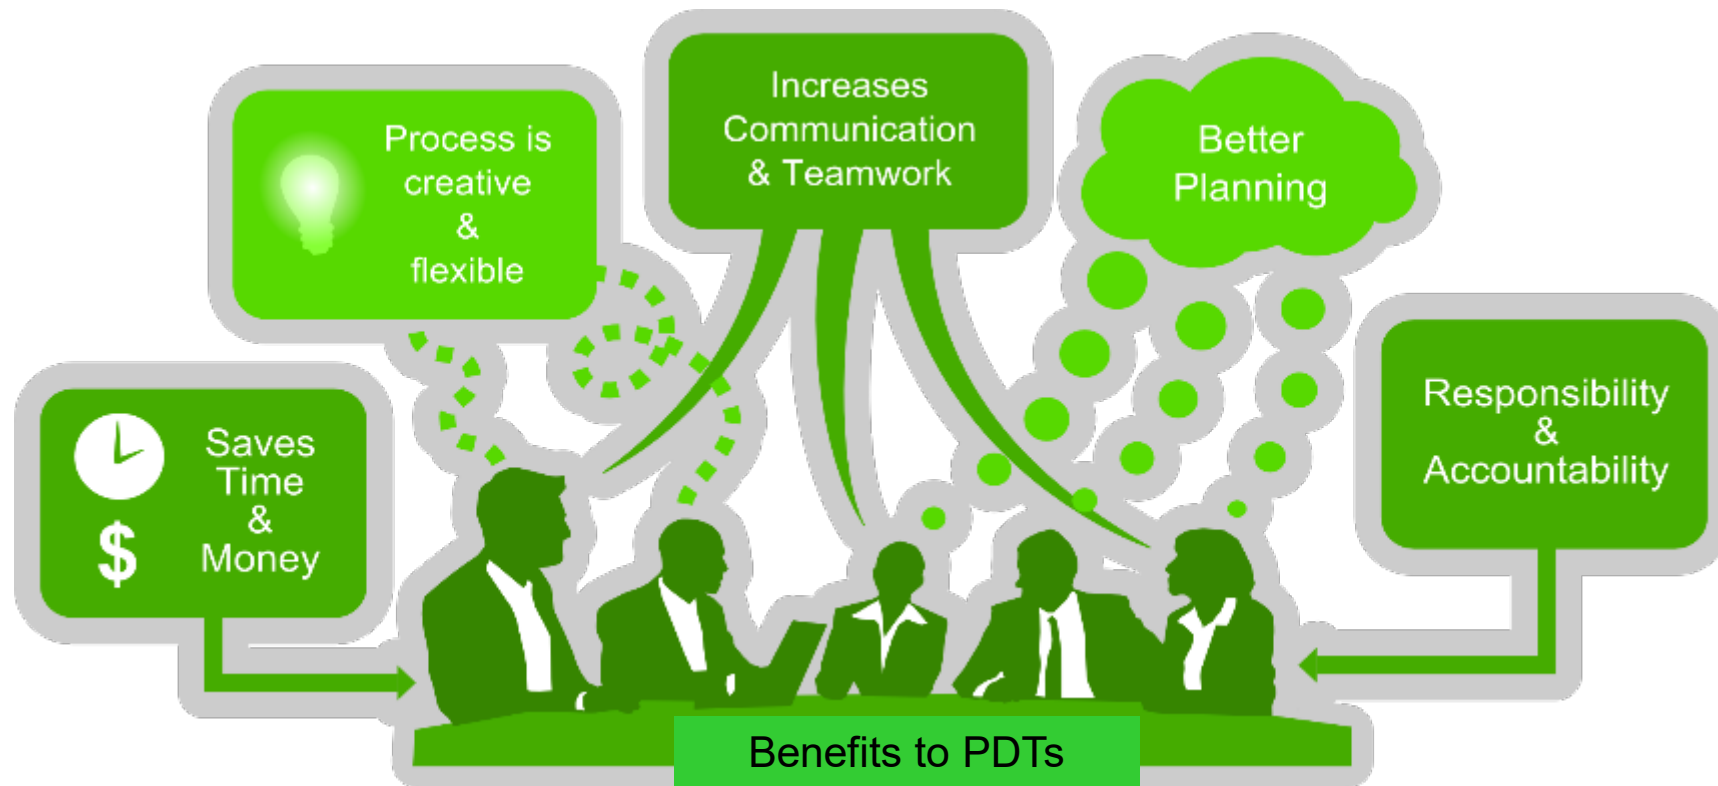 Increases
Communication
& Teamwork
Process is
creative
&
flexible
Better
Planning
Saves
Time
&
Money
$
Responsibility
&
Accountability
Benefits to PDTs